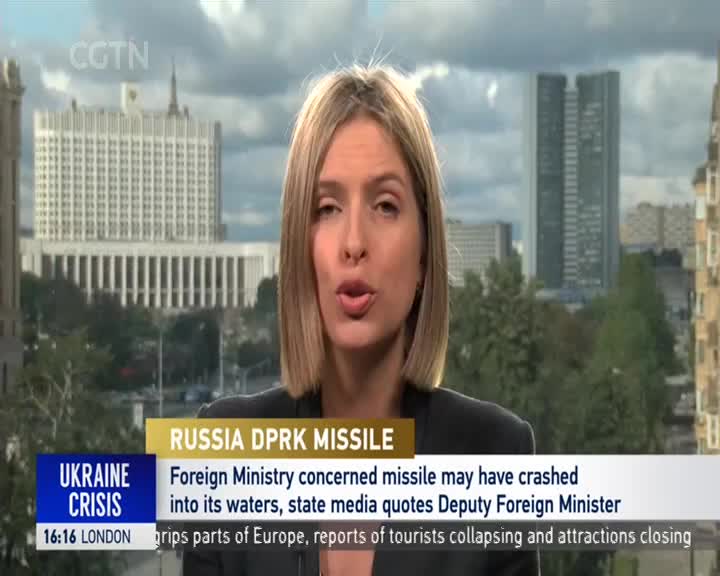 CGTN
RUSSIA DPRK MISSILE
UKRAINE
CRISIS
Foreign Ministry concerned missile may have crashed
into its waters, state media quotes Deputy Foreign Minister
16:16 LONDON
grips parts of Europe, reports of tourists collapsing and attractions closing